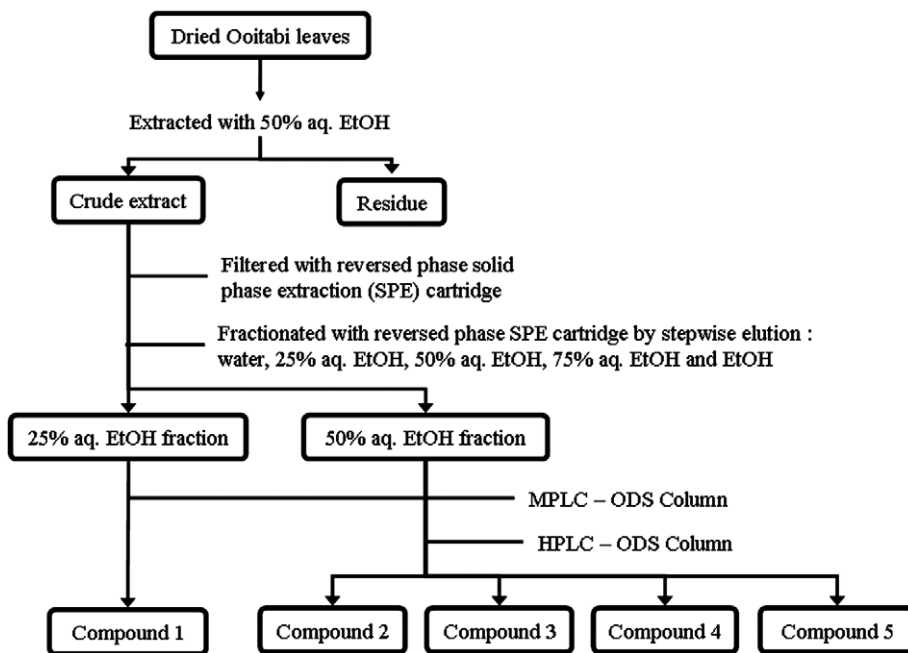 Dried Ooitabi leaves
Extracted with 50% aq. EtOH
Crude extract
Residue
Filtered with reversed phase solid
phase extraction (SPE) cartridge
Fractionated with reversed phase SPE cartridge by stepwise elution :
water, 25% aq. EtOH, 50% aq. EtOH, 75% aq. EtOH and EtOH
25% aq. EtOH fraction
50% aq. EtOH fraction
MPLC – ODS Column
HPLC – ODS Column
Compound 1
Compound 2
Compound 3
Compound 4
Compound 5